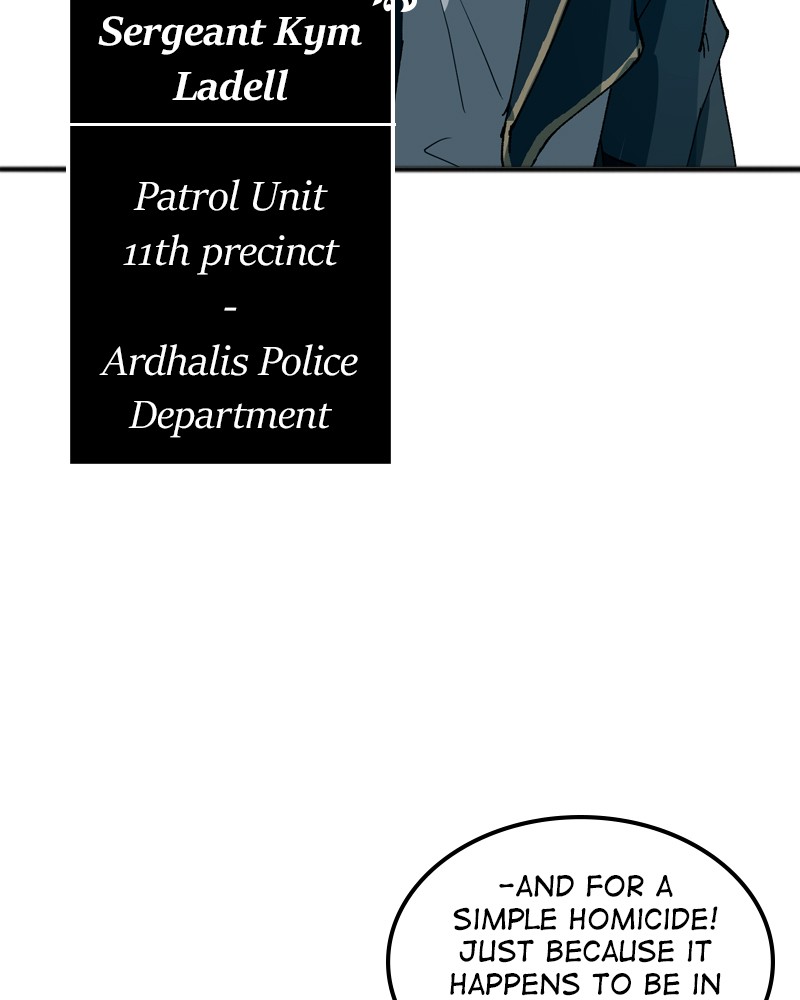 Sergeant Kym
Ladell
Patrol Unit
11th precinct
-
Ardhalis Police
Department
-AND FOR A
SIMPLE HOMICIDE!
JUST BECAUSE IT
HAPPENS TO BE IN